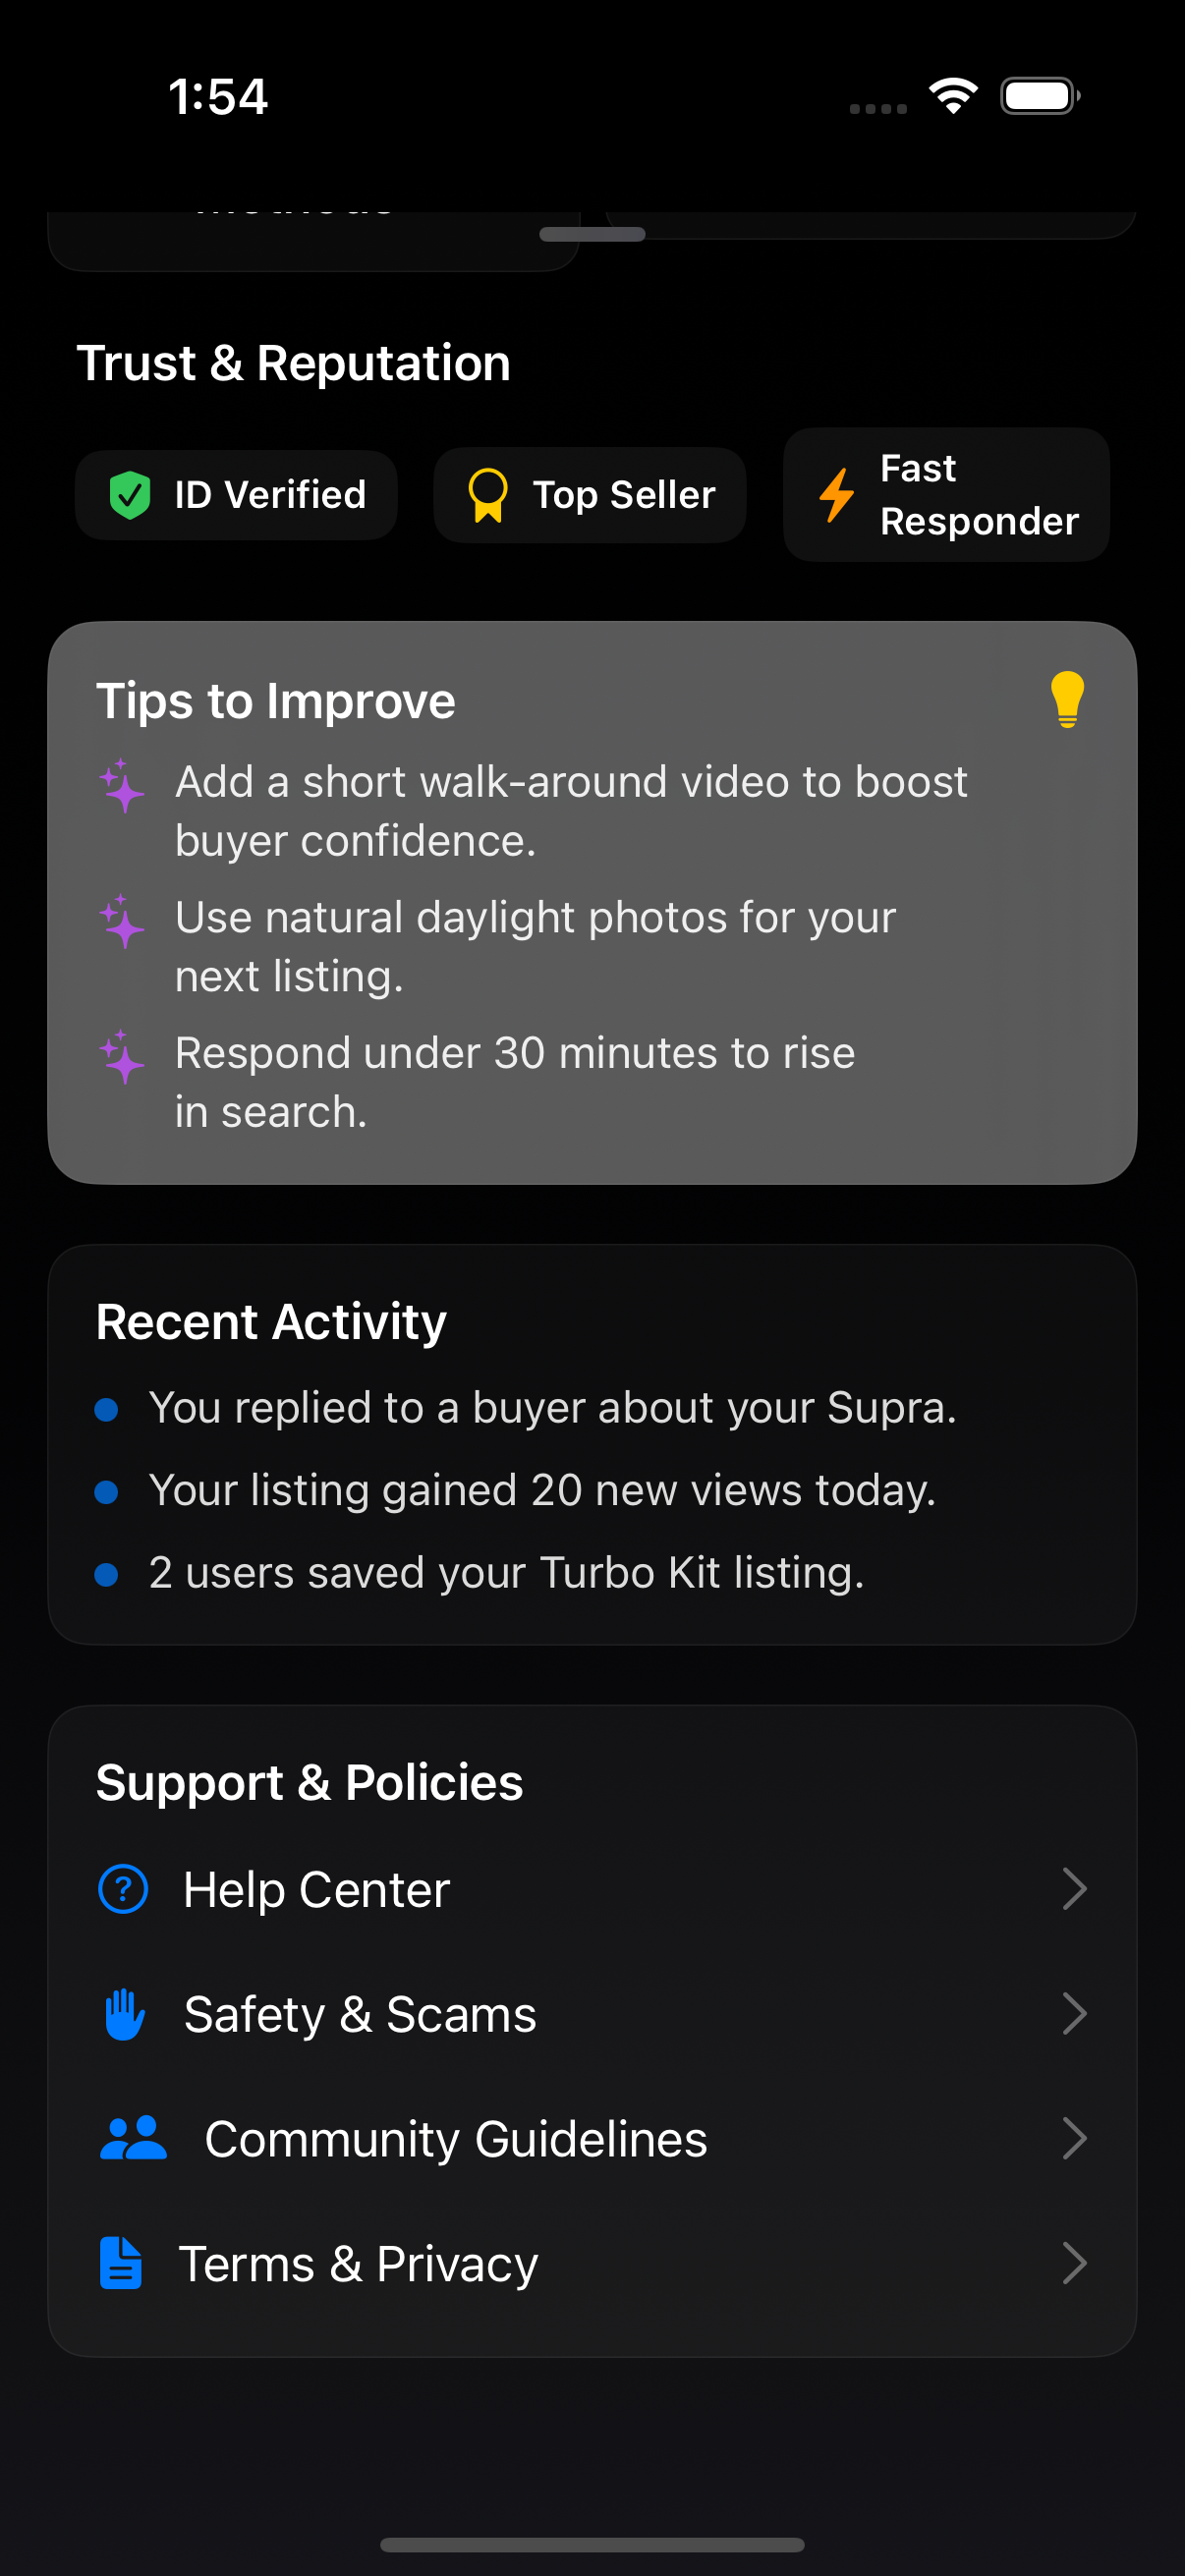 1:54
Trust & Reputation
ID Verified
Top Seller
Fast
Responder
Tips to Improve
Add a short walk-around video to boost
buyer confidence.
Use natural daylight photos for your
next listing.
Respond under 30 minutes to rise
in search.
Recent Activity
You replied to a buyer about your Supra.
Your listing gained 20 new views today.
2 users saved your Turbo Kit listing.
Support & Policies
Help Center
Safety & Scams
Community Guidelines
Terms & Privacy